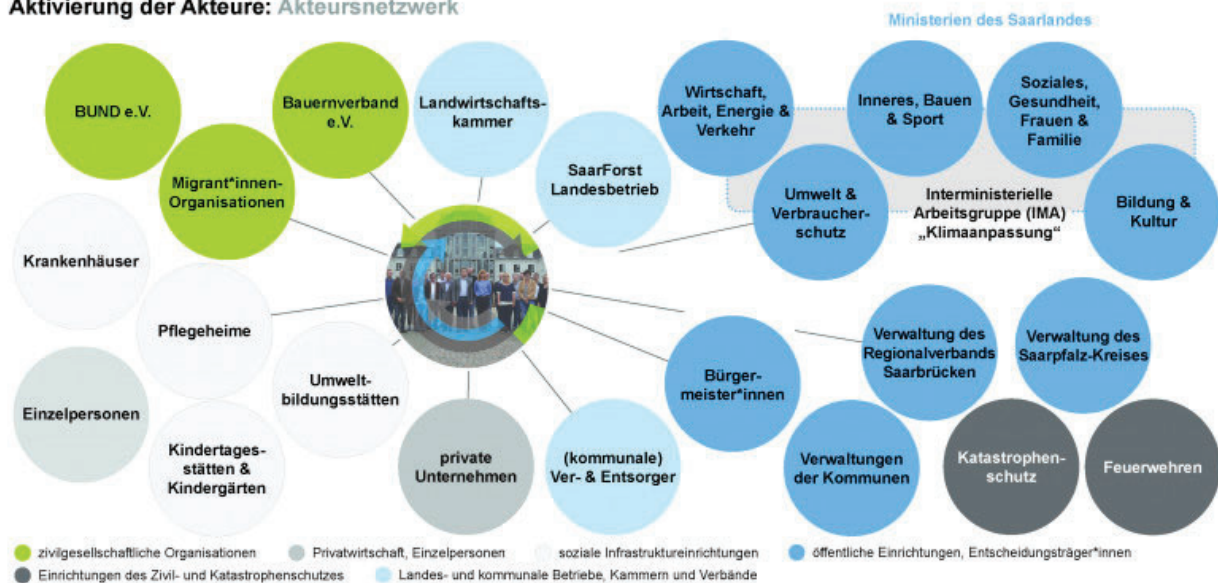 Aktivierung der Akteure: Akteursnetzwerk
Ministerien des Saarlandes
BUND e.V.
Bauernverband
e.V.
Landwirtschafts-
kammer
Migrant*innen-
Organisationen
SaarForst
Landesbetrieb
Wirtschaft,
Arbeit, Energie &
Verkehr
Inneres, Bauen
& Sport
Soziales,
Gesundheit,
Frauen &
Familie
Umwelt &
Verbraucher-
schutz
Interministerielle
Arbeitsgruppe (IMA)
„Klimaanpassung“
Bildung &
Kultur
Krankenhäuser
Pflegeheime
Umwelt-
bildungsstätten
Einzelpersonen
Kindertages-
stätten &
Kindergärten
private
Unternehmen
(kommunale)
Ver- & Entsorger
Bürger-
meister*innen
Verwaltung des
Regionalverbands
Saarbrücken
Verwaltung des
Saarpfalz-Kreises
Verwaltungen
der Kommunen
Katastrophen-
schutz
Feuerwehren
zivilgesellschaftliche Organisationen
Privatwirtschaft, Einzelpersonen
soziale Infrastruktureinrichtungen
öffentliche Einrichtungen, Entscheidungsträger*innen
Einrichtungen des Zivil- und Katastrophenschutzes
Landes- und kommunale Betriebe, Kammern und Verbände